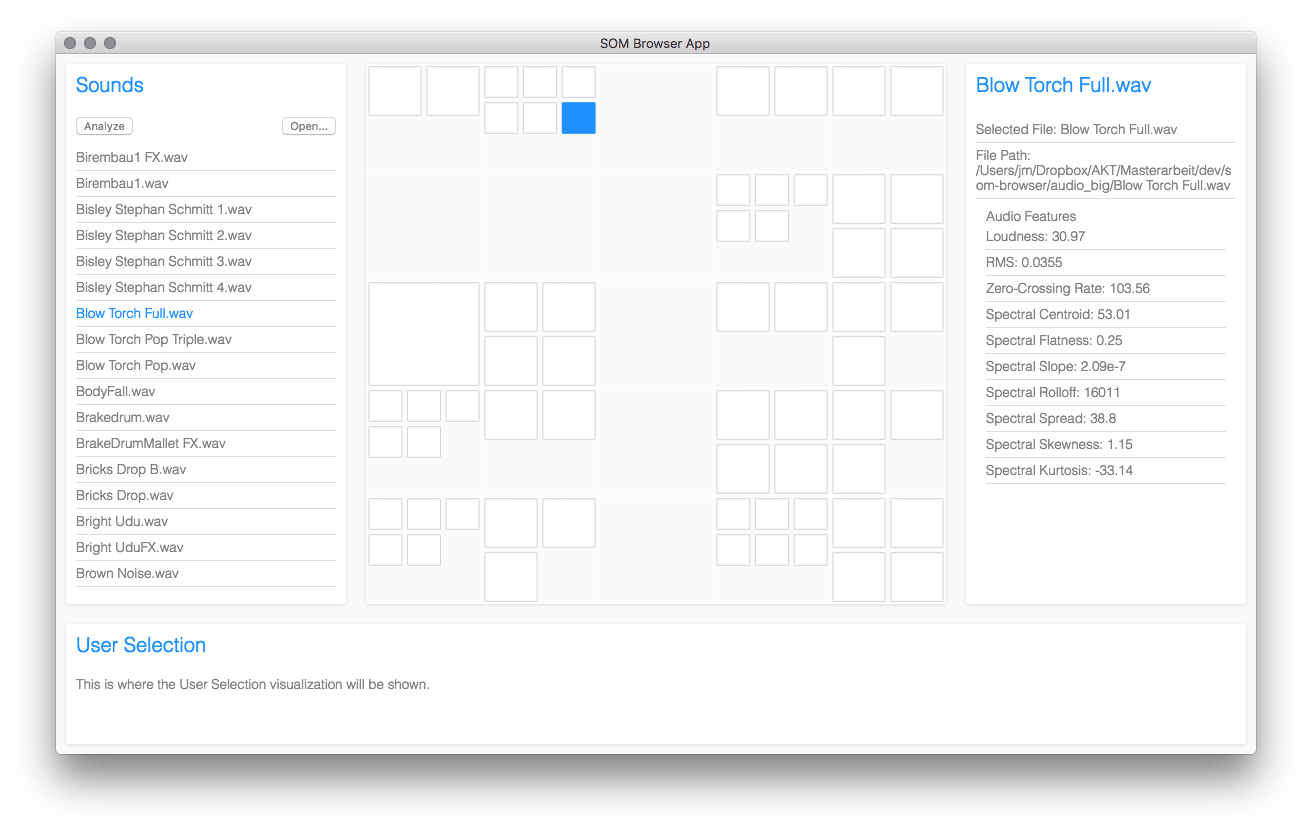 SOM Browser App
Sounds
Analyze
Open...
Birembau1 FX.wav
Birembau1.wav
Bisley Stephan Schmitt 1.wav
Bisley Stephan Schmitt 2.wav
Bisley Stephan Schmitt 3.wav
Bisley Stephan Schmitt 4.wav
Blow Torch Full.wav
Blow Torch Pop Triple.wav
Blow Torch Pop.wav
BodyFall.wav
Brakedrum.wav
BrakeDrumMallet FX.wav
Bricks Drop B.wav
Bricks Drop.wav
Bright Udu.wav
Bright UduFX.wav
Brown Noise.wav
Blow Torch Full.wav
Selected File: Blow Torch Full.wav
File Path:
/Users/jm/Dropbox/AKT/Masterarbeit/dev/s
om-browser/audio_big/Blow Torch Full.wav
Audio Features
Loudness: 30.97
RMS: 0.0355
Zero-Crossing Rate: 103.56
Spectral Centroid: 53.01
Spectral Flatness: 0.25
Spectral Slope: 2.09e-7
Spectral Rolloff: 16011
Spectral Spread: 38.8
Spectral Skewness: 1.15
Spectral Kurtosis: -33.14
User Selection
This is where the User Selection visualization will be shown.